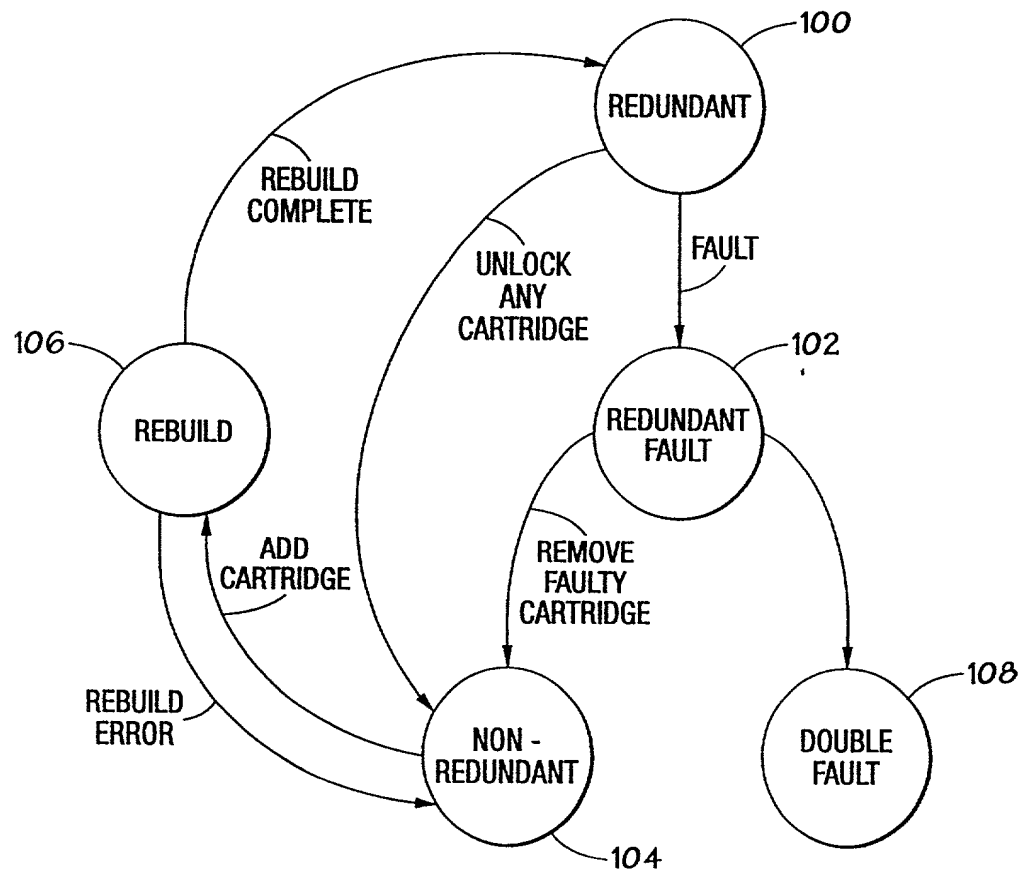 100
REDUNDANT
REBUILD
COMPLETE
UNLOCK
ANY
CARTRIDGE
FAULT
106
102
REBUILD
REDUNDANT
FAULT
ADD
CARTRIDGE
REMOVE
FAULTY
CARTRIDGE
REBUILD
ERROR
108
NON -
REDUNDANT
DOUBLE
FAULT
104